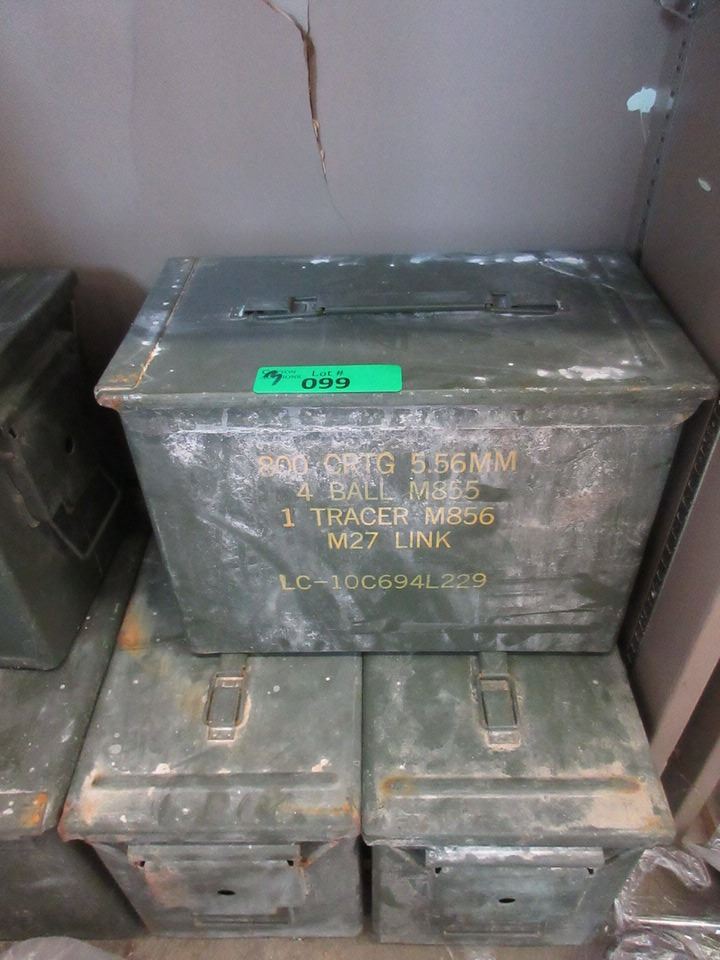 Lot #
099
800 CRTG 5.56MM
4 BALL M855
1 TRACER M856
M27 LINK
LC-10C694L229